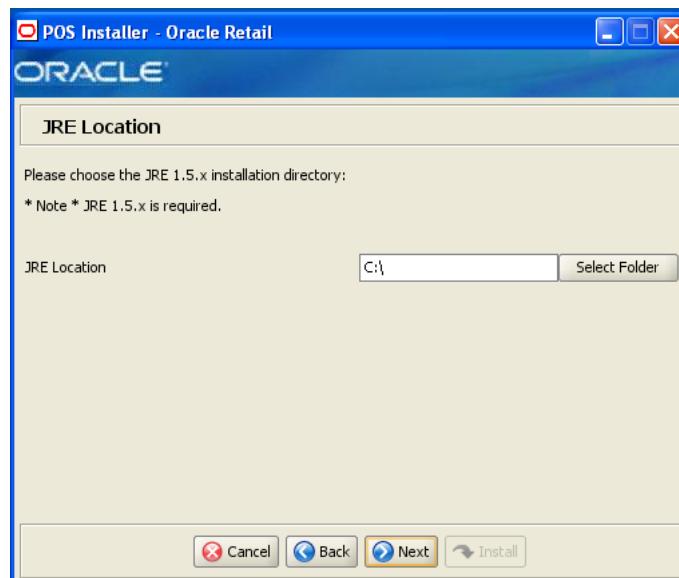 POS Installer - Oracle Retail
ORACLE
JRE Location
Please choose the JRE 1.5.x installation directory:
* Note * JRE 1.5.x is required.
JRE Location C:\ Select Folder
Cancel Back Next Install